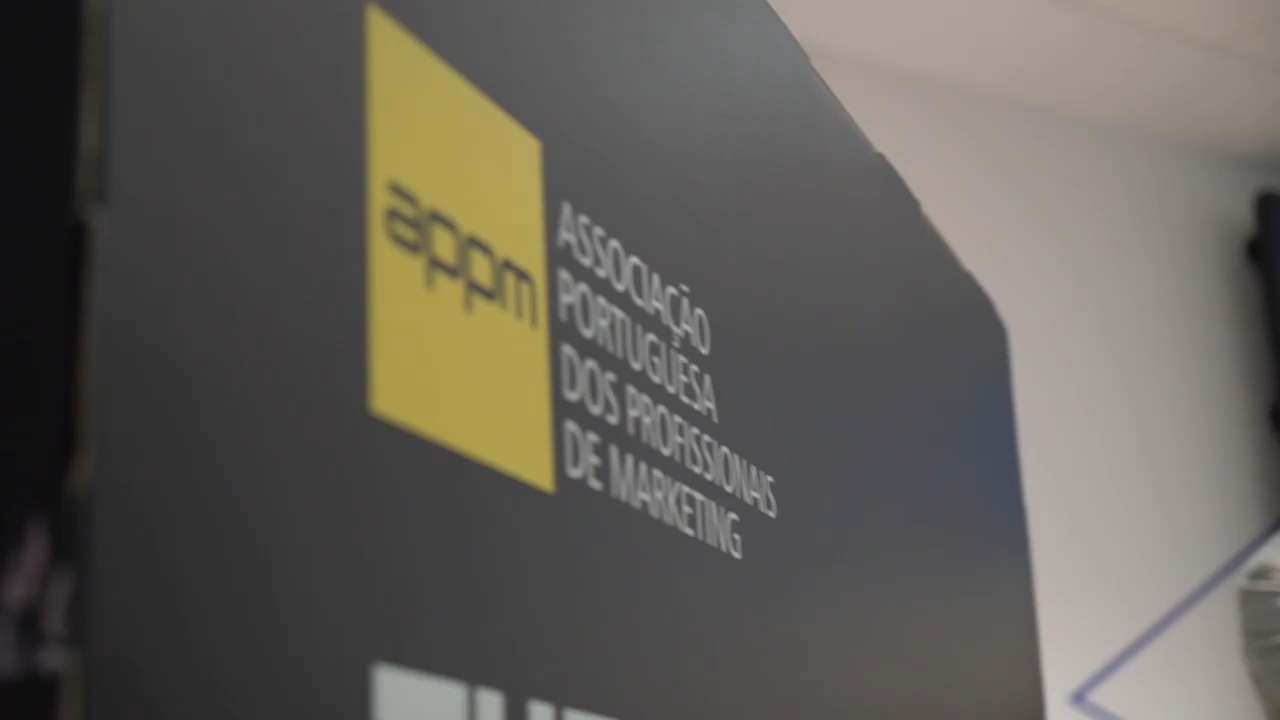 appm
ASSOCIAÇÃO
PORTUGUESA
DOS PROFISSIONAIS
DE MARKETING